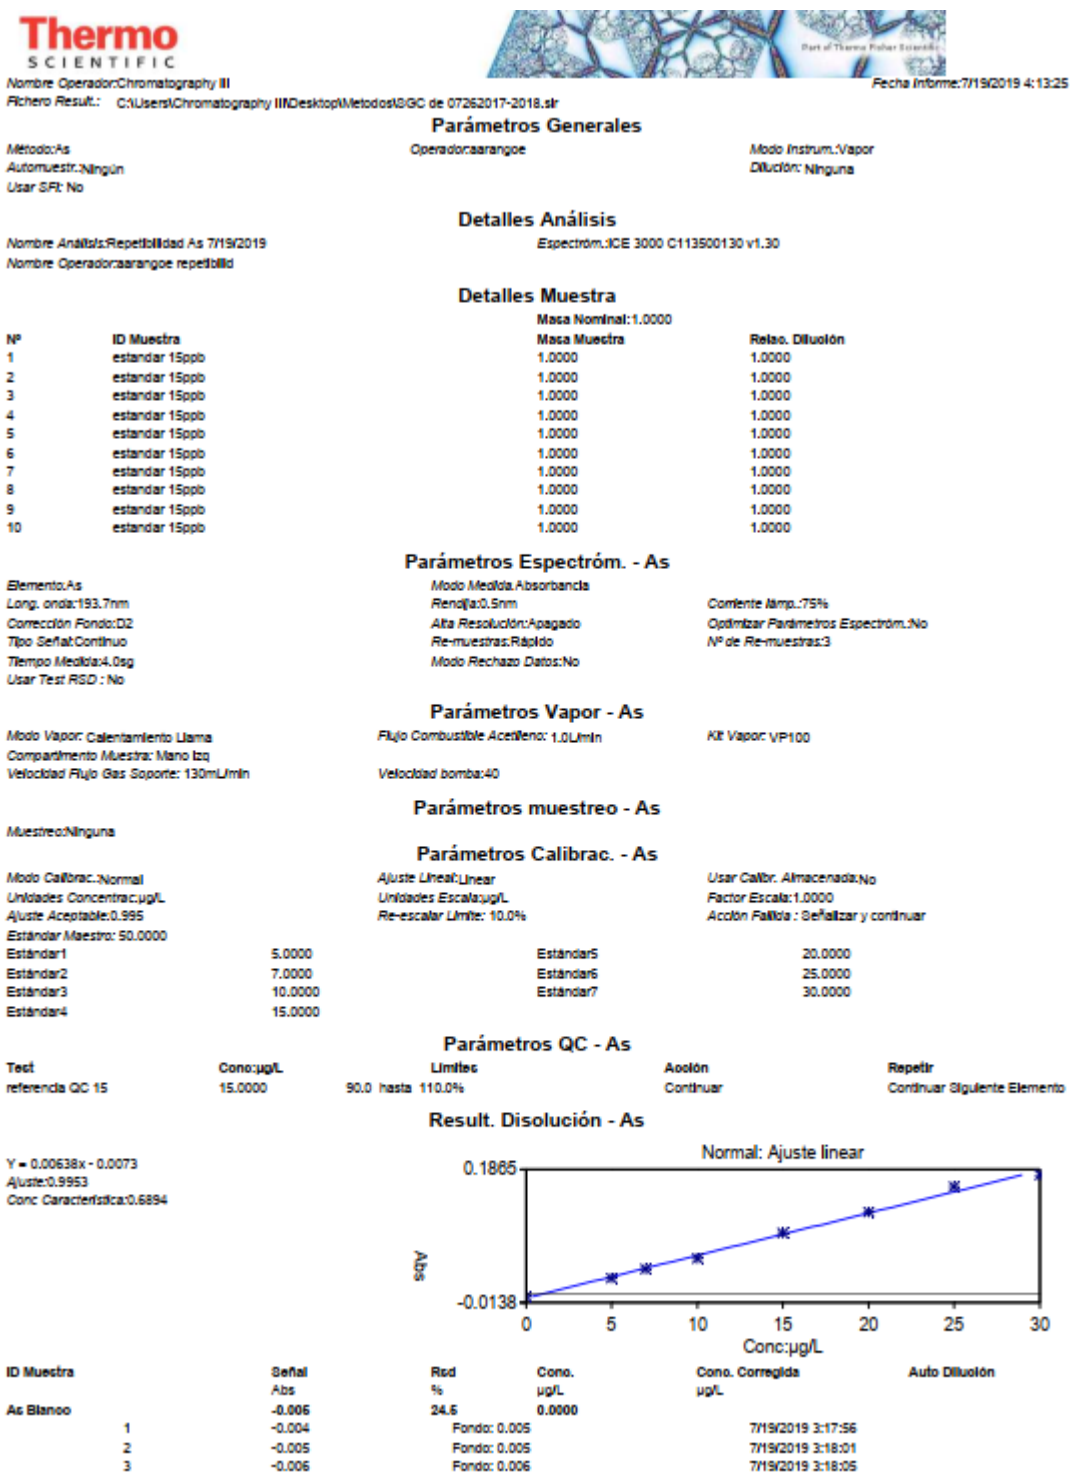 Thermo
SCIENTIFIC
Part of Thermo Fisher Scientific
Nombre Operador:Chromatography III Fecha Informe:7/19/2019 4:13:25
Fichero Result.: C:\Users\Chromatography III\Desktop\Metodos\SGC de 07262017-2018.slr
Parámetros Generales
Método:As Operador:aarangoe Modo Instrum.:Vapor
Automuestr.:Ningún Dilución: Ninguna
Usar SFI: No
Detalles Análisis
Nombre Análisis:Repetibilidad As 7/19/2019 Espectróm.:ICE 3000 C113500130 v1.30
Nombre Operador:aarangoe repetibilid
Detalles Muestra
Masa Nominal:1.0000
Nº ID Muestra Masa Muestra Relac. Dilución
1 estandar 15ppb 1.0000 1.0000
2 estandar 15ppb 1.0000 1.0000
3 estandar 15ppb 1.0000 1.0000
4 estandar 15ppb 1.0000 1.0000
5 estandar 15ppb 1.0000 1.0000
6 estandar 15ppb 1.0000 1.0000
7 estandar 15ppb 1.0000 1.0000
8 estandar 15ppb 1.0000 1.0000
9 estandar 15ppb 1.0000 1.0000
10 estandar 15ppb 1.0000 1.0000
Parámetros Espectróm. - As
Elemento:As Modo Medida:Absorbancia
Long. onda:193.7nm Rendija:0.5nm Corriente lámp.:75%
Corrección Fondo:D2 Alta Resolución:Apagado Optimizar Parámetros Espectróm.:No
Tipo Señal:Continuo Re-muestras:Rápido Nº de Re-muestras:3
Tiempo Medida:4.0sg Modo Rechazo Datos:No
Usar Test RSD : No
Parámetros Vapor - As
Modo Vapor: Calentamiento Llama Flujo Combustible Acetileno: 1.0L/min Kit Vapor: VP100
Compartimento Muestra: Mano Izq
Velocidad Flujo Gas Soporte: 130mL/min Velocidad bomba:40
Parámetros muestreo - As
Muestreo:Ninguna
Parámetros Calibrac. - As
Modo Calibrac.:Normal Ajuste Lineal:Linear Usar Calibr. Almacenada:No
Unidades Concentrac:µg/L Unidades Escala:µg/L Factor Escala:1.0000
Ajuste Aceptable:0.995 Re-escalar Limite: 10.0% Acción Fallida : Señalizar y continuar
Estándar Maestro: 50.0000
Estándar1 5.0000 Estándar5 20.0000
Estándar2 7.0000 Estándar6 25.0000
Estándar3 10.0000 Estándar7 30.0000
Estándar4 15.0000
Parámetros QC - As
Test Conc:µg/L Limites Acción Repetir
referencia QC 15 15.0000 90.0 hasta 110.0% Continuar Continuar Siguiente Elemento
Result. Disolución - As
Y = 0.00638x - 0.0073
Ajuste:0.9953
Conc Característica:0.6894
Normal: Ajuste linear
0.1865
Abs
-0.0138
0 5 10 15 20 25 30
Conc:µg/L
ID Muestra Señal Rsd Conc. Conc. Corregida Auto Dilución
Abs % µg/L µg/L
As Blanco -0.005 24.5 0.0000
1 -0.004 Fondo: 0.005 7/19/2019 3:17:56
2 -0.005 Fondo: 0.005 7/19/2019 3:18:01
3 -0.006 Fondo: 0.006 7/19/2019 3:18:05